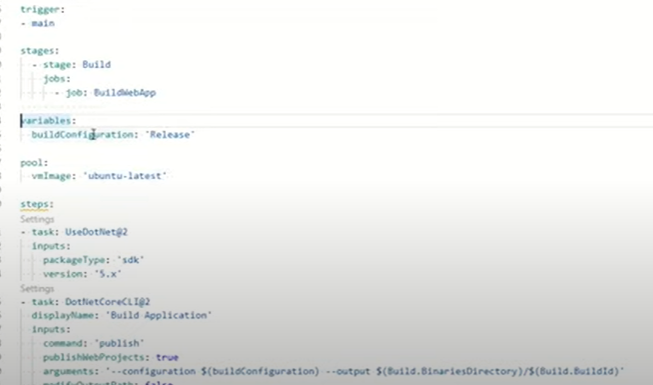 trigger:
- main
stages:
- stage: Build
jobs:
- job: BuildWebApp
variables:
buildConfiguration: 'Release'
pool:
vmImage: 'ubuntu-latest'
steps:
Settings
- task: UseDotNet@2
inputs:
packageType: 'sdk'
version: '5.x'
Settings
- task: DotNetCoreCLI@2
displayName: 'Build Application'
inputs:
command: 'publish'
publishWebProjects: true
arguments: '--configuration $(buildConfiguration) --output $(Build.BinariesDirectory)/$(Build.BuildId)'
modifyOutputPath: false